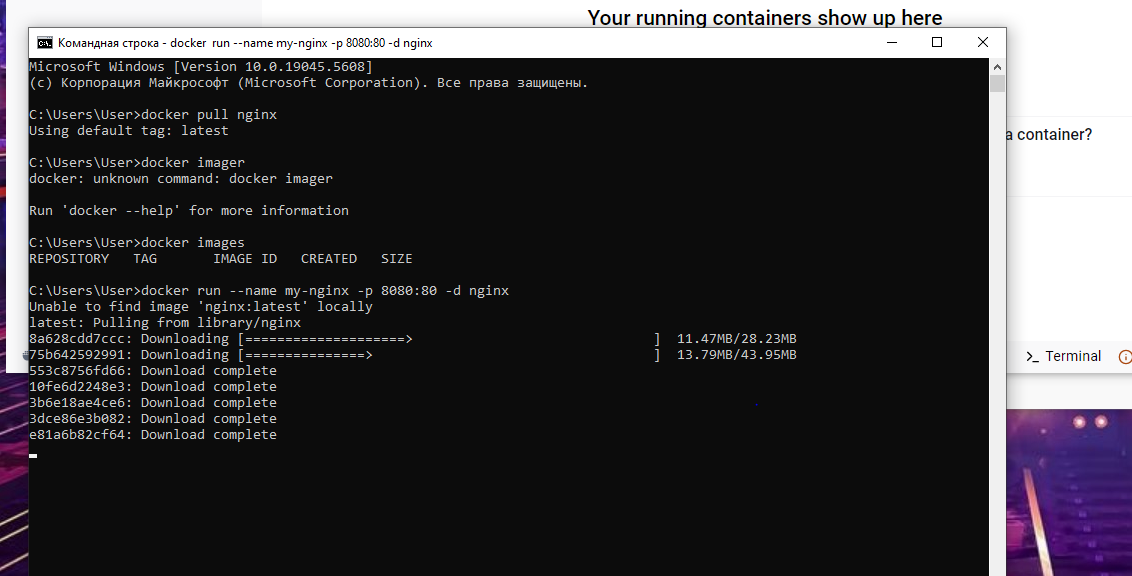 Your running containers show up here
Командная строка - docker run --name my-nginx -p 8080:80 -d nginx
Microsoft Windows [Version 10.0.19045.5608]
(c) Корпорация Майкрософт (Microsoft Corporation). Все права защищены.
C:\Users\User>docker pull nginx
Using default tag: latest
C:\Users\User>docker imager
docker: unknown command: docker imager
Run 'docker --help' for more information
C:\Users\User>docker images
REPOSITORY   TAG       IMAGE ID   CREATED   SIZE
C:\Users\User>docker run --name my-nginx -p 8080:80 -d nginx
Unable to find image 'nginx:latest' locally
latest: Pulling from library/nginx
8a628cdd7ccc: Downloading [====================>                              ]  11.47MB/28.23MB
75b642592991: Downloading [===============>                                   ]  13.79MB/43.95MB
553c8756fd66: Download complete
10fe6d2248e3: Download complete
3b6e18ae4ce6: Download complete
3dce86e3b082: Download complete
e81a6b82cf64: Download complete
a container?
>_ Terminal